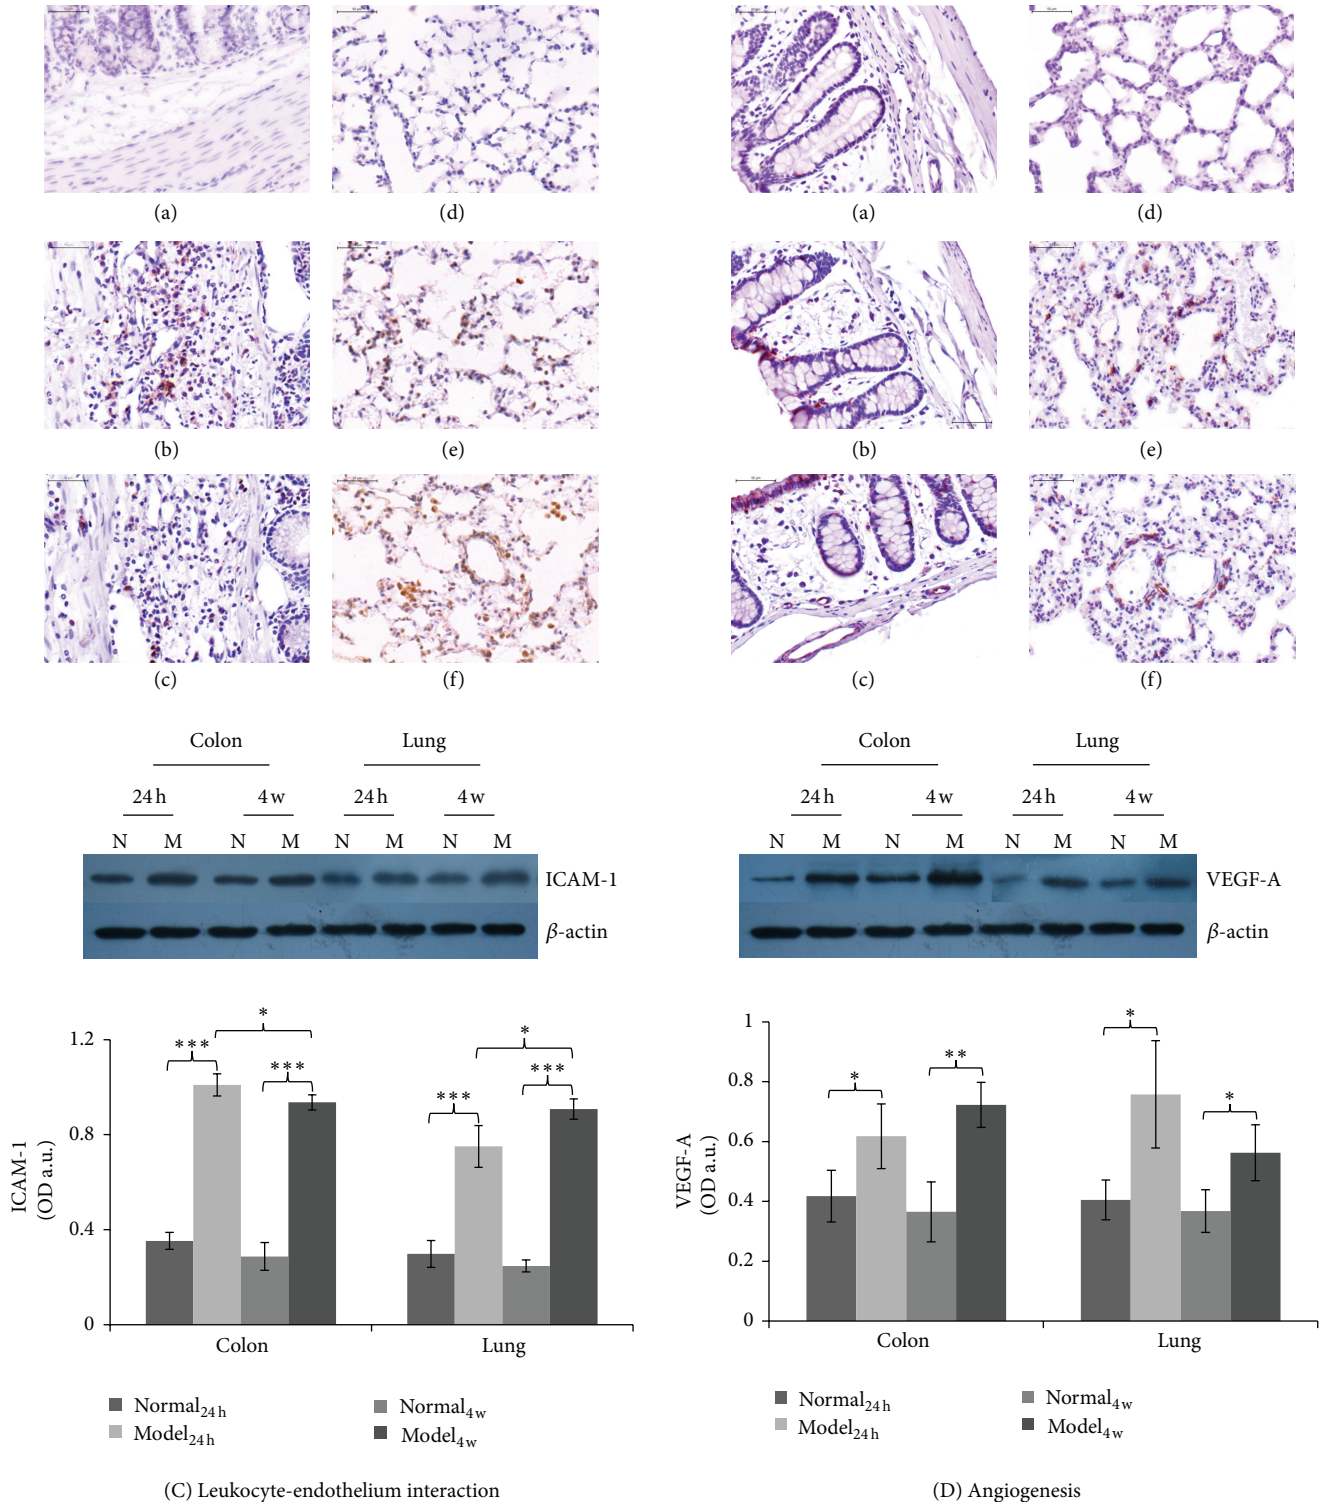 (a) (d)
(b) (e)
(c) (f)
Colon Lung
24 h 4 w 24 h 4 w
N M N M N M N M
ICAM-1
β-actin
ICAM-1
(OD a.u.)
1.2
0.8
0.4
0
*
***
***
*
***
***
Colon Lung
Normal24 h Normal4 w
Model24 h Model4 w
(C) Leukocyte-endothelium interaction
(a) (d)
(b) (e)
(c) (f)
Colon Lung
24 h 4 w 24 h 4 w
N M N M N M N M
VEGF-A
β-actin
VEGF-A
(OD a.u.)
1
0.8
0.6
0.4
0.2
0
*
**
*
*
Colon Lung
Normal24 h Normal4 w
Model24 h Model4 w
(D) Angiogenesis